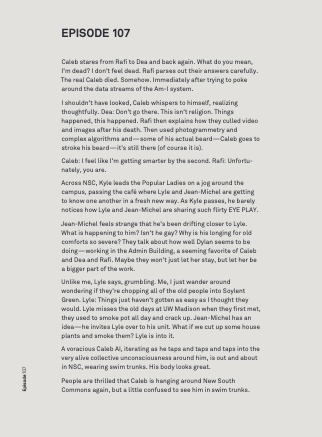 EPISODE 107
Caleb stares from Rafi to Dea and back again. What do you mean,
I'm dead? I don't feel dead. Rafi parses out their answers carefully.
The real Caleb died. Somehow. Immediately after trying to poke
around the data streams of the Am-I system.
I shouldn't have looked, Caleb whispers to himself, realizing
thoughtfully. Dea: Don't go there. This isn't religion. Things
happened, this happened. Rafi then explains how they culled video
and images after his death. Then used photogrammetry and
complex algorithms and—some of his actual beard—Caleb goes to
stroke his beard—it's still there (of course it is).
Caleb: I feel like I'm getting smarter by the second. Rafi: Unfortu-
nately, you are.
Across NSC, Kyle leads the Popular Ladies on a jog around the
campus, passing the café where Lyle and Jean-Michel are getting
to know one another in a fresh new way. As Kyle passes, he barely
notices how Lyle and Jean-Michel are sharing such flirty EYE PLAY.
Jean-Michel feels strange that he's been drifting closer to Lyle.
What is happening to him? Isn't he gay? Why is his longing for old
comforts so severe? They talk about how well Dylan seems to be
doing—working in the Admin Building, a seeming favorite of Caleb
and Dea and Rafi. Maybe they won't just let her stay, but let her be
a bigger part of the work.
Unlike me, Lyle says, grumbling. Me, I just wander around
wondering if they're chopping all of the old people into Soylent
Green. Lyle: Things just haven't gotten as easy as I thought they
would. Lyle misses the old days at UW Madison when they first met,
they used to smoke pot all day and crack up. Jean-Michel has an
idea—he invites Lyle over to his unit. What if we cut up some house
plants and smoke them? Lyle is into it.
A voracious Caleb AI, iterating as he taps and taps and taps into the
very alive collective unconsciousness around him, is out and about
in NSC, wearing swim trunks. His body looks great.
People are thrilled that Caleb is hanging around New South
Commons again, but a little confused to see him in swim trunks.
Episode 107